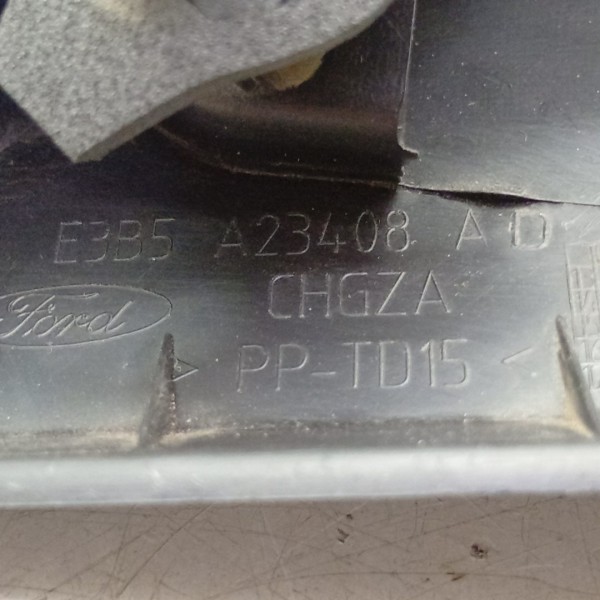 E3B5 A23408 AD
CHGZA
Ford
> PP-TD15 <